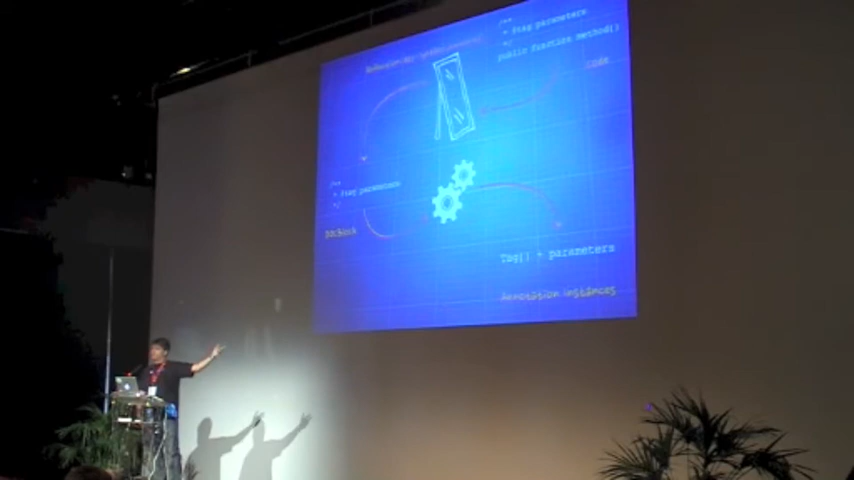 /**
* @tag parameters
*/
public function method()
Code
/**
* @tag parameters
*/
DocBlock
Tag() + parameters
Annotation instances